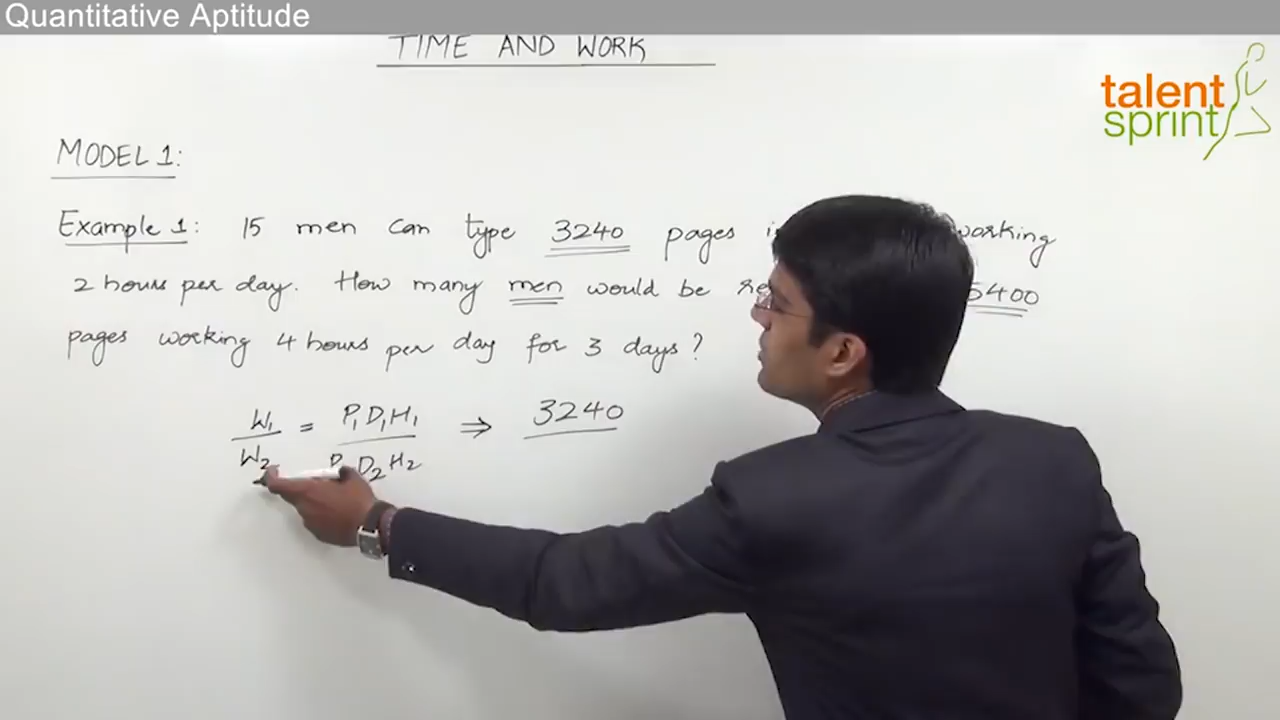 Quantitative Aptitude
TIME AND WORK
talent
sprint
MODEL 1:
Example 1: 15 men can type 3240 pages working
2 hours per day. How many men would be 5400
pages working 4 hours per day for 3 days?
W1 = P1D1H1 ⇒ 3240
W2 D2H2